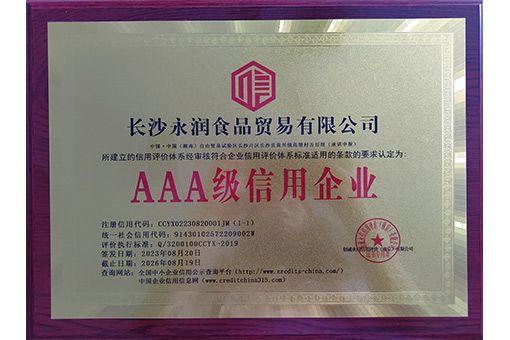 长沙永润食品贸易有限公司
所建立的信用评价体系经审核符合企业信用评价体系标准适用的条款的要求认定为:
AAA级信用企业
注册信用代码: CCYX02230820001JM (1-1)
统一社会信用代码: 91430102572209002W
评价执行标准: Q/3200100CCYX-2019
签发日期: 2023年08月20日
截止日期: 2026年08月19日
查询网站: 全国中小企业信用公示查询平台 (http://www.credits-china.com/)
中国企业信用信息网 (www.creditchina315.com)